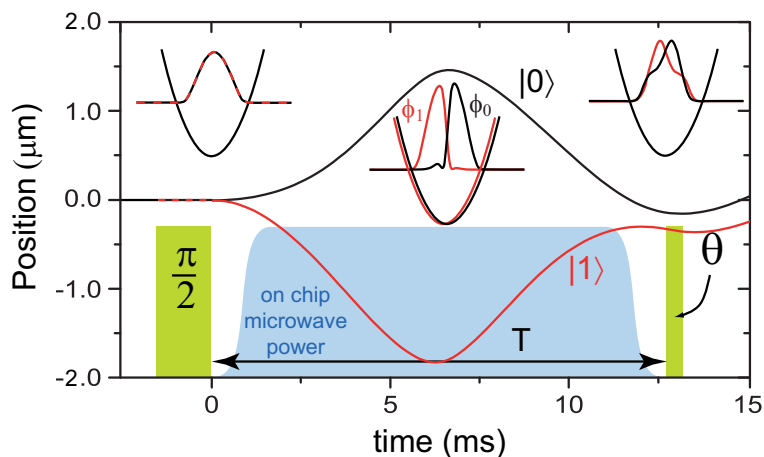 2.0
1.0
0.0
-1.0
-2.0
Position (μm)
|0⟩
ϕ₁
ϕ₀
π
2
on chip
microwave
power
|1⟩
θ
T
0
5
10
15
time (ms)